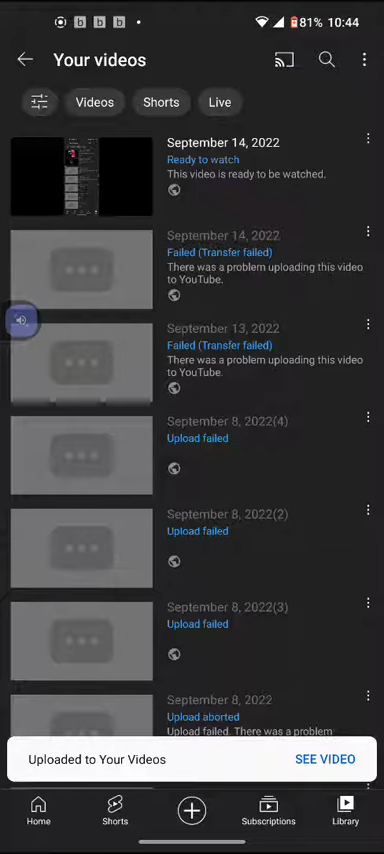 81% 10:44
Your videos
Videos
Shorts
Live
September 14, 2022
Ready to watch
This video is ready to be watched.
September 14, 2022
Failed (Transfer failed)
There was a problem uploading this video
to YouTube.
September 13, 2022
Failed (Transfer failed)
There was a problem uploading this video
to YouTube.
September 8, 2022(4)
Upload failed
September 8, 2022(2)
Upload failed
September 8, 2022(3)
Upload failed
September 8, 2022
Upload aborted
Upload failed. There was a problem
Uploaded to Your Videos
SEE VIDEO
Home
Shorts
Subscriptions
Library